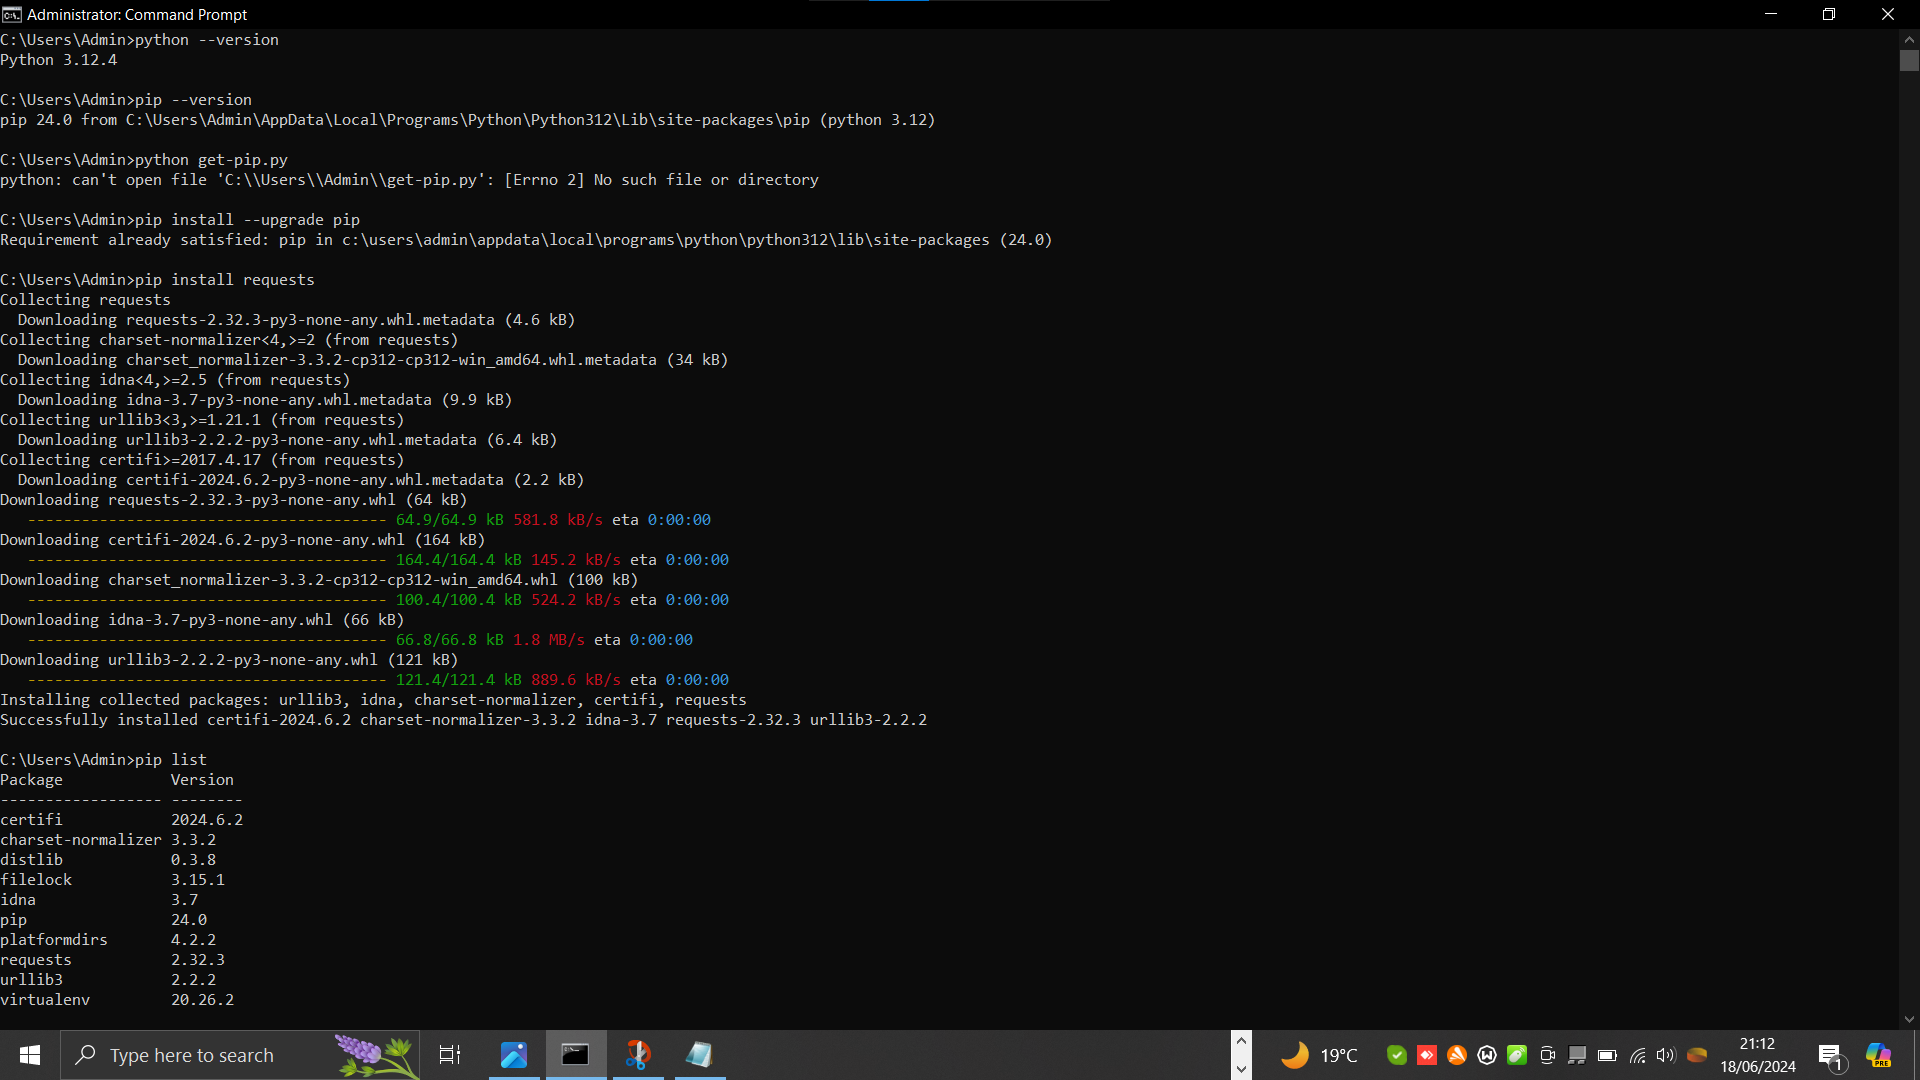 Administrator: Command Prompt
C:\Users\Admin>python --version
Python 3.12.4
C:\Users\Admin>pip --version
pip 24.0 from C:\Users\Admin\AppData\Local\Programs\Python\Python312\Lib\site-packages\pip (python 3.12)
C:\Users\Admin>python get-pip.py
python: can't open file 'C:\\Users\\Admin\\get-pip.py': [Errno 2] No such file or directory
C:\Users\Admin>pip install --upgrade pip
Requirement already satisfied: pip in c:\users\admin\appdata\local\programs\python\python312\lib\site-packages (24.0)
C:\Users\Admin>pip install requests
Collecting requests
  Downloading requests-2.32.3-py3-none-any.whl.metadata (4.6 kB)
Collecting charset-normalizer<4,>=2 (from requests)
  Downloading charset_normalizer-3.3.2-cp312-cp312-win_amd64.whl.metadata (34 kB)
Collecting idna<4,>=2.5 (from requests)
  Downloading idna-3.7-py3-none-any.whl.metadata (9.9 kB)
Collecting urllib3<3,>=1.21.1 (from requests)
  Downloading urllib3-2.2.2-py3-none-any.whl.metadata (6.4 kB)
Collecting certifi>=2017.4.17 (from requests)
  Downloading certifi-2024.6.2-py3-none-any.whl.metadata (2.2 kB)
Downloading requests-2.32.3-py3-none-any.whl (64 kB)
   ---------------------------------------- 64.9/64.9 kB 581.8 kB/s eta 0:00:00
Downloading certifi-2024.6.2-py3-none-any.whl (164 kB)
   ---------------------------------------- 164.4/164.4 kB 145.2 kB/s eta 0:00:00
Downloading charset_normalizer-3.3.2-cp312-cp312-win_amd64.whl (100 kB)
   ---------------------------------------- 100.4/100.4 kB 524.2 kB/s eta 0:00:00
Downloading idna-3.7-py3-none-any.whl (66 kB)
   ---------------------------------------- 66.8/66.8 kB 1.8 MB/s eta 0:00:00
Downloading urllib3-2.2.2-py3-none-any.whl (121 kB)
   ---------------------------------------- 121.4/121.4 kB 889.6 kB/s eta 0:00:00
Installing collected packages: urllib3, idna, charset-normalizer, certifi, requests
Successfully installed certifi-2024.6.2 charset-normalizer-3.3.2 idna-3.7 requests-2.32.3 urllib3-2.2.2
C:\Users\Admin>pip list
Package            Version
------------------ --------
certifi            2024.6.2
charset-normalizer 3.3.2
distlib            0.3.8
filelock           3.15.1
idna               3.7
pip                24.0
platformdirs       4.2.2
requests           2.32.3
urllib3            2.2.2
virtualenv         20.26.2
Type here to search
19°C
21:12
18/06/2024
1
PRE